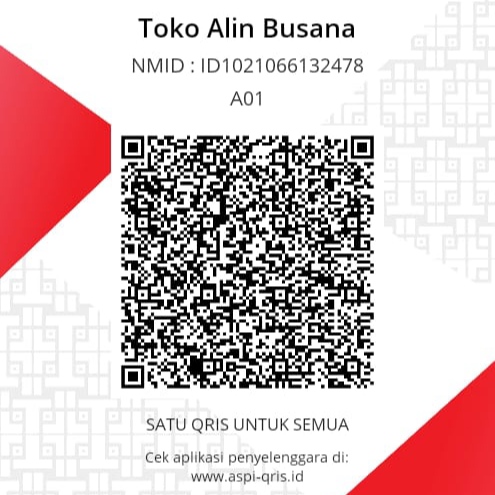 Toko Alin Busana
NMID : ID1021066132478
A01
SATU QRIS UNTUK SEMUA
Cek aplikasi penyelenggara di:
www.aspi-qris.id